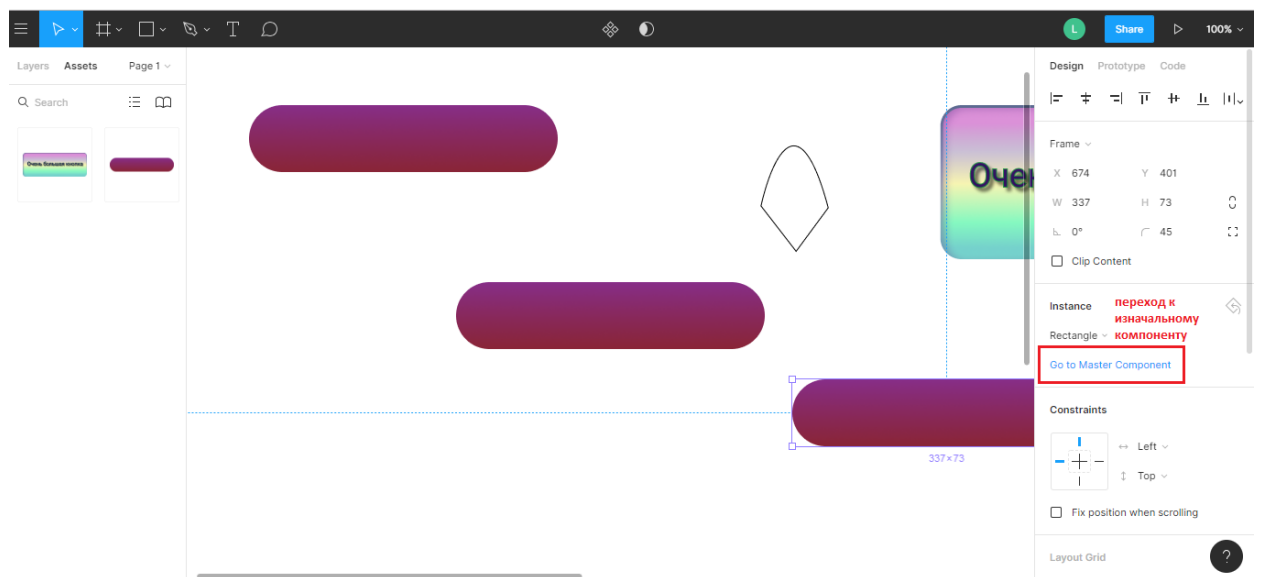 L Share 100%
Layers Assets Page 1
Search
Очень большая кнопка
Очен
337×73
Design Prototype Code
Frame
X 674 Y 401
W 337 H 73
0° 45
Clip Content
Instance
переход к
изначальному
компоненту
Rectangle
Go to Master Component
Constraints
Left
Top
Fix position when scrolling
Layout Grid
?